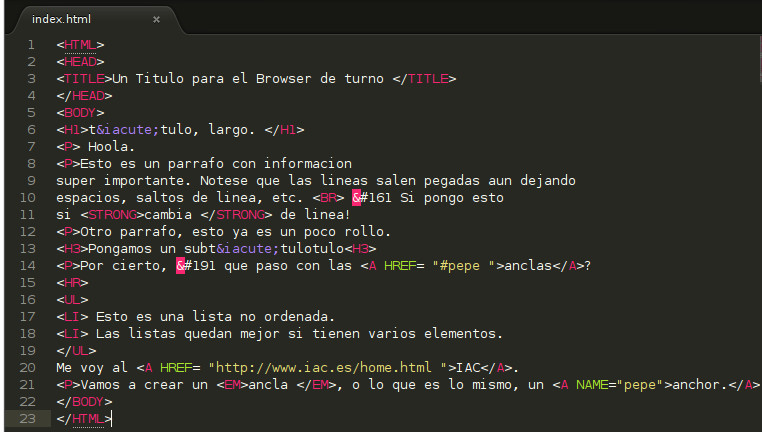 index.html ×
1 <HTML>
2 <HEAD>
3 <TITLE>Un Titulo para el Browser de turno </TITLE>
4 </HEAD>
5 <BODY>
6 <H1>t&iacute;tulo, largo. </H1>
7 <P> Hoola.
8 <P>Esto es un parrafo con informacion
9 super importante. Notese que las lineas salen pegadas aun dejando
10 espacios, saltos de linea, etc. <BR> &#161 Si pongo esto
11 si <STRONG>cambia </STRONG> de linea!
12 <P>Otro parrafo, esto ya es un poco rollo.
13 <H3>Pongamos un subt&iacute;tulotulo<H3>
14 <P>Por cierto, &#191 que paso con las <A HREF= "#pepe ">anclas</A>?
15 <HR>
16 <UL>
17 <LI> Esto es una lista no ordenada.
18 <LI> Las listas quedan mejor si tienen varios elementos.
19 </UL>
20 Me voy al <A HREF= "http://www.iac.es/home.html ">IAC</A>.
21 <P>Vamos a crear un <EM>ancla </EM>, o lo que es lo mismo, un <A NAME="pepe">anchor.</A>
22 </BODY>
23 </HTML>